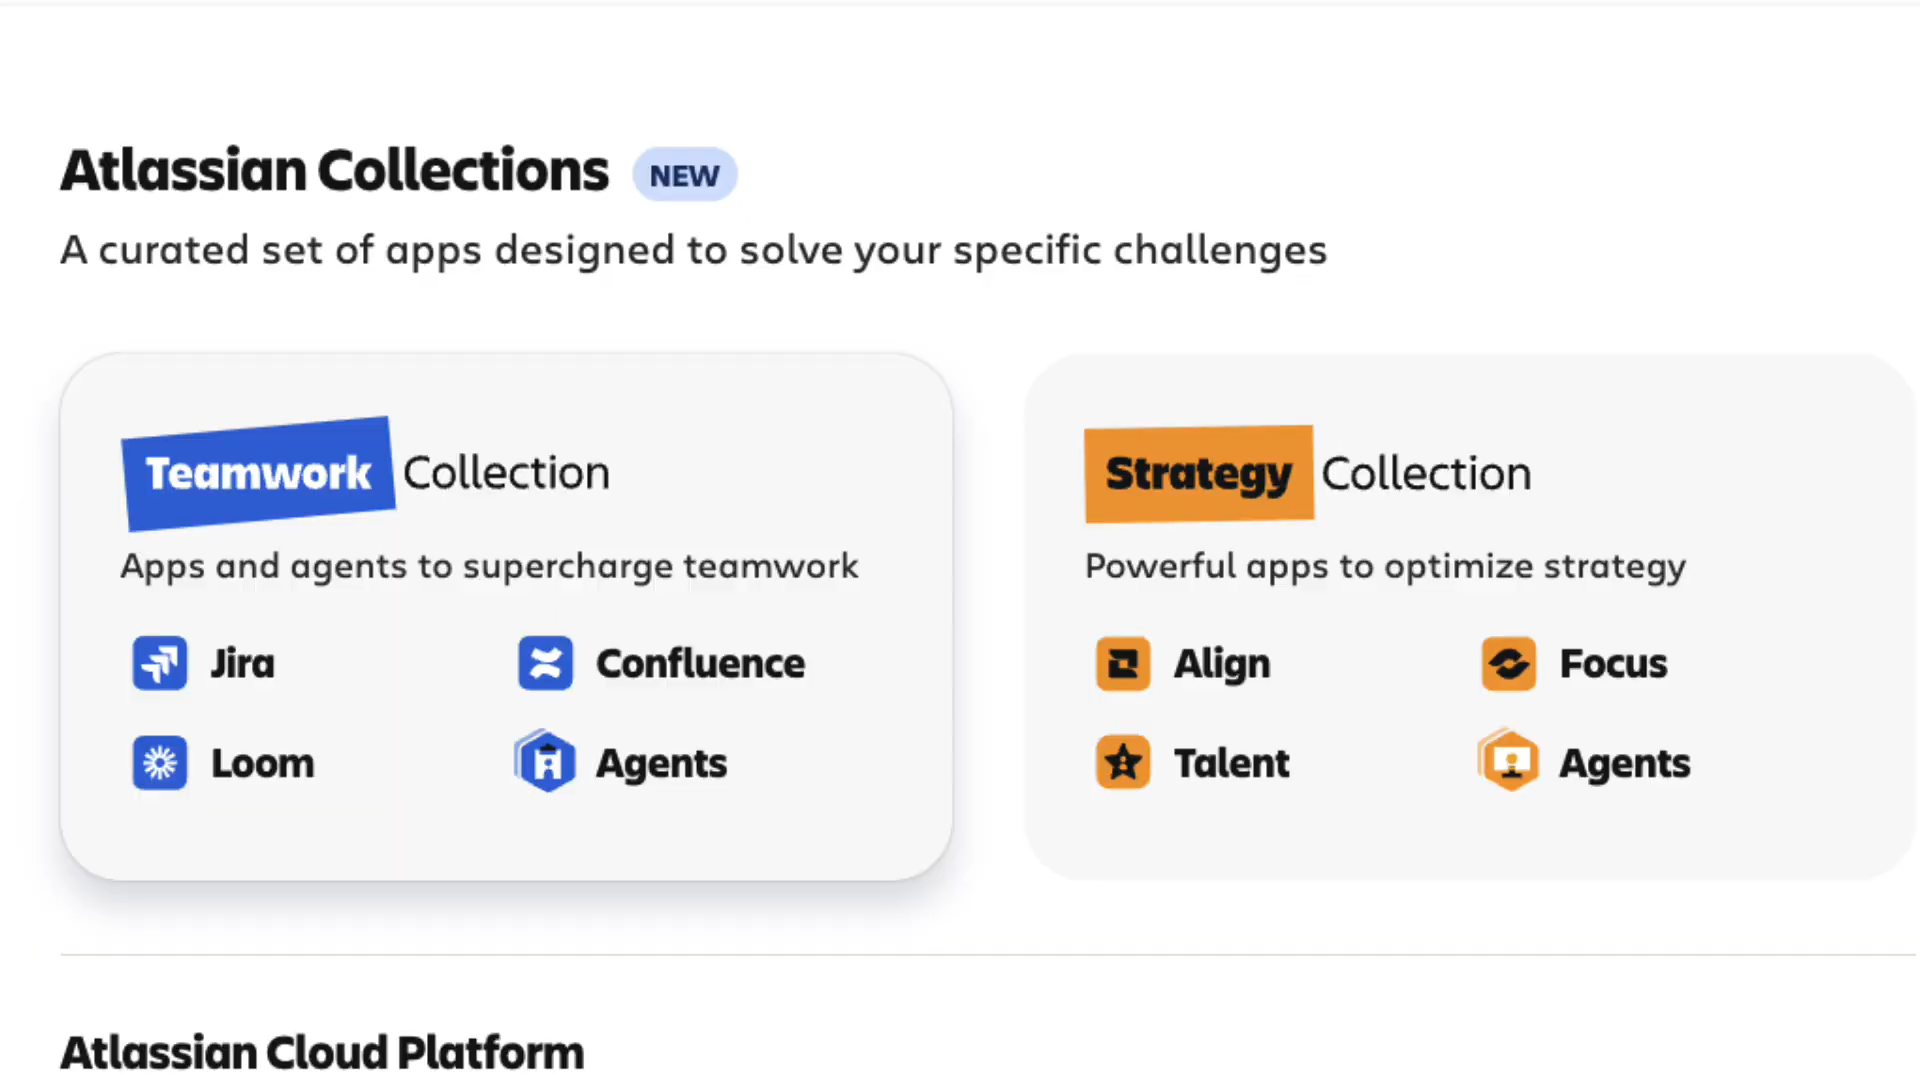 Atlassian Collections NEW
A curated set of apps designed to solve your specific challenges
Teamwork Collection
Apps and agents to supercharge teamwork
Jira
Confluence
Loom
Agents
Strategy Collection
Powerful apps to optimize strategy
Align
Focus
Talent
Agents
Atlassian Cloud Platform